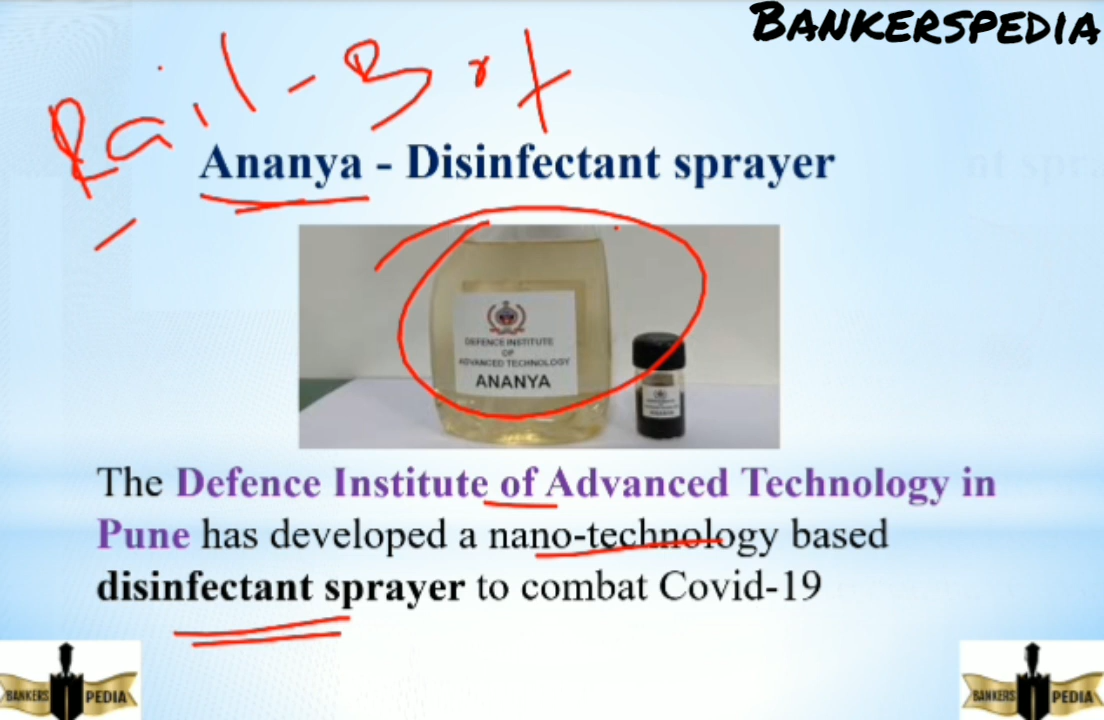 BANKERSPEDIA
Rail-Bot
Ananya - Disinfectant sprayer
DEFENCE INSTITUTE
OF
ADVANCED TECHNOLOGY
ANANYA
The Defence Institute of Advanced Technology in
Pune has developed a nano-technology based
disinfectant sprayer to combat Covid-19
BANKERS PEDIA
BANKERS PEDIA